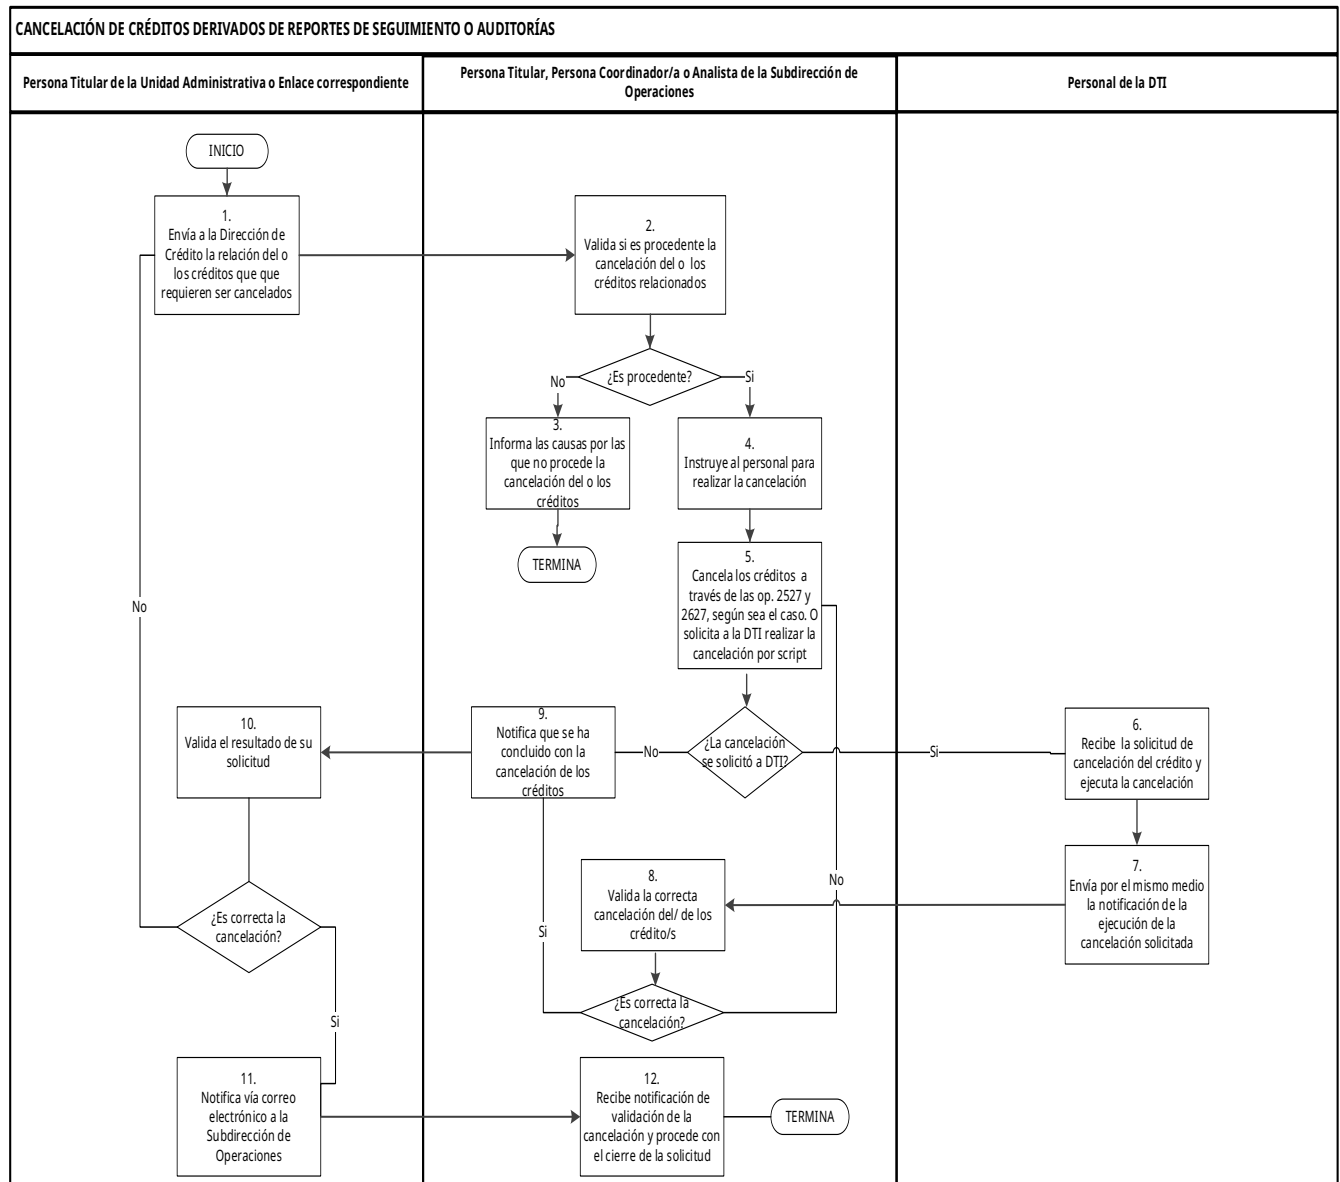 CANCELACIÓN DE CRÉDITOS DERIVADOS DE REPORTES DE SEGUIMIENTO O AUDITORÍAS
Persona Titular de la Unidad Administrativa o Enlace correspondiente
Persona Titular, Persona Coordinador/a o Analista de la Subdirección de
Operaciones
Personal de la DTI
INICIO
1.
Envía a la Dirección de
Crédito la relación del o
los créditos que que
requieren ser cancelados
2.
Valida si es procedente la
cancelación del o los
créditos relacionados
¿Es procedente?
No
Si
3.
Informa las causas por las
que no procede la
cancelación del o los
créditos
TERMINA
4.
Instruye al personal para
realizar la cancelación
5.
Cancela los créditos a
través de las op. 2527 y
2627, según sea el caso. O
solicita a la DTI realizar la
cancelación por script
¿La cancelación
se solicitó a DTI?
No
Si
6.
Recibe la solicitud de
cancelación del crédito y
ejecuta la cancelación
7.
Envía por el mismo medio
la notificación de la
ejecución de la
cancelación solicitada
8.
Valida la correcta
cancelación del/ de los
crédito/s
¿Es correcta la
cancelación?
No
Si
9.
Notifica que se ha
concluido con la
cancelación de los
créditos
10.
Valida el resultado de su
solicitud
¿Es correcta la
cancelación?
No
Si
11.
Notifica vía correo
electrónico a la
Subdirección de
Operaciones
12.
Recibe notificación de
validación de la
cancelación y procede con
el cierre de la solicitud
TERMINA